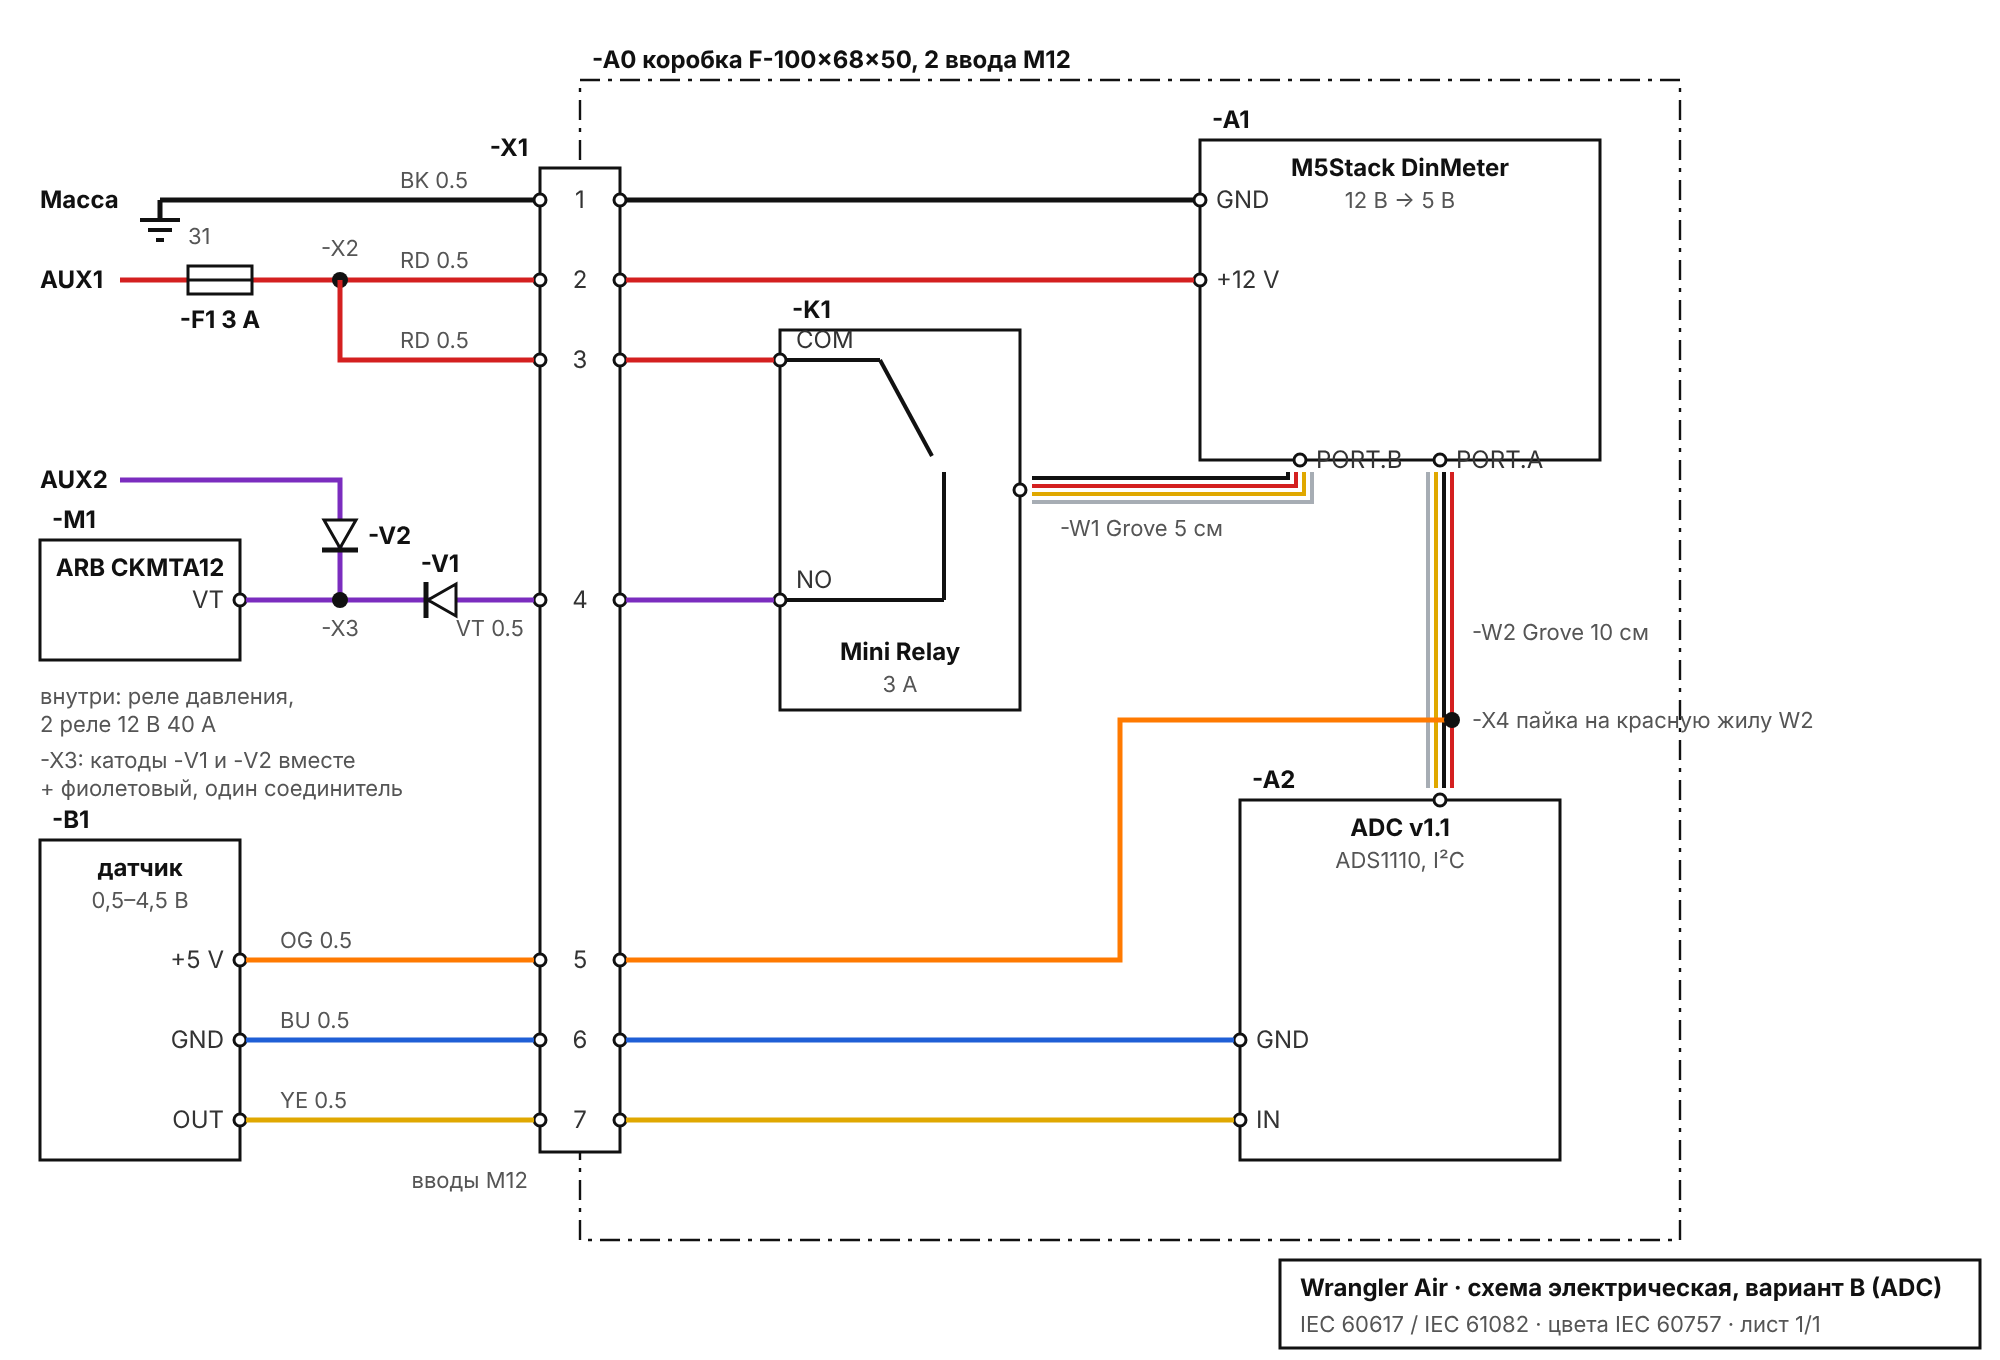 -A0 коробка F-100×68×50, 2 ввода M12
-A1
-X1
M5Stack DinMeter
12 В → 5 В
Масса
BK 0.5
1
GND
31
-X2
AUX1
RD 0.5
2
+12 V
-F1 3 A
-K1
RD 0.5
3
COM
AUX2
PORT.B
PORT.A
-M1
-V2
-W1 Grove 5 см
ARB CKMTA12
-V1
VT
4
NO
-X3
VT 0.5
-W2 Grove 10 см
Mini Relay
3 A
внутри: реле давления,
2 реле 12 В 40 А
-X4 пайка на красную жилу W2
-X3: катоды -V1 и -V2 вместе
+ фиолетовый, один соединитель
-A2
-B1
ADC v1.1
ADS1110, I²C
датчик
0,5–4,5 В
+5 V
OG 0.5
5
GND
BU 0.5
6
GND
OUT
YE 0.5
7
IN
вводы M12
Wrangler Air · схема электрическая, вариант B (ADC)
IEC 60617 / IEC 61082 · цвета IEC 60757 · лист 1/1